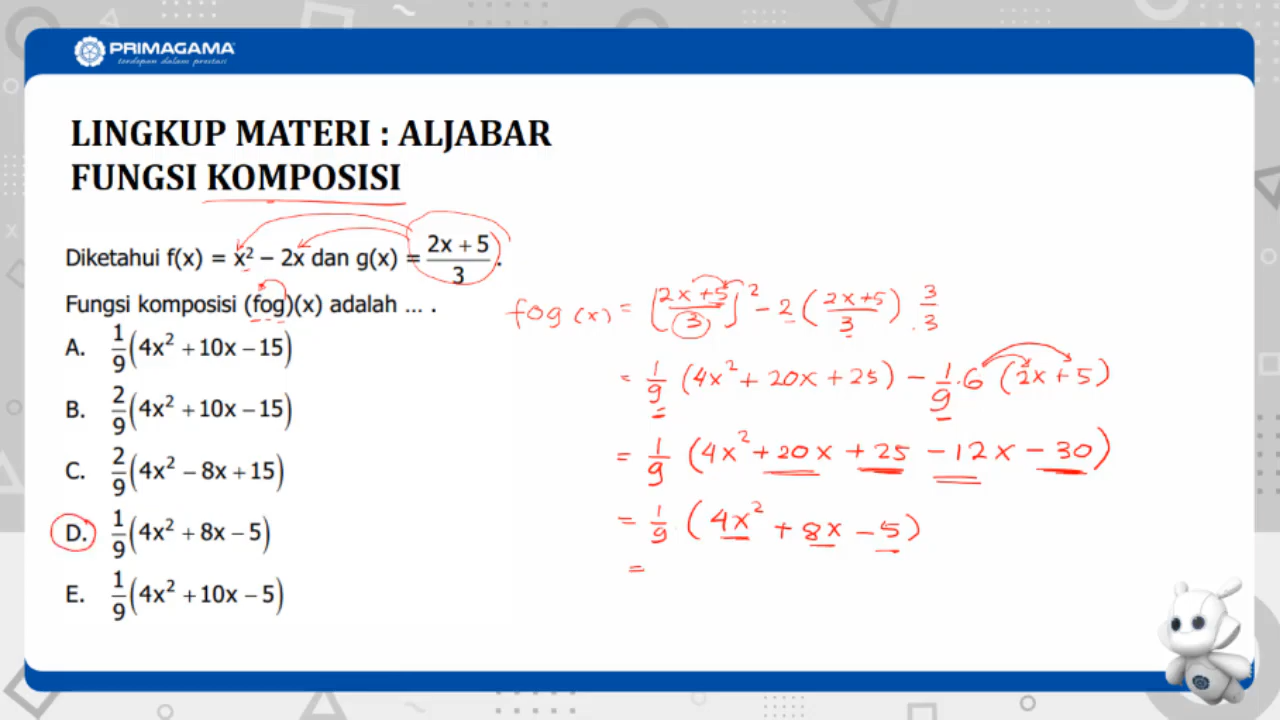 PRIMAGAMA
terdepan dalam prestasi
LINGKUP MATERI : ALJABAR
FUNGSI KOMPOSISI
Diketahui f(x) = x² − 2x dan g(x) = (2x + 5)/3 .
Fungsi komposisi (fog)(x) adalah ... .
A. 1/9(4x² + 10x − 15)
B. 2/9(4x² + 10x − 15)
C. 2/9(4x² − 8x + 15)
D. 1/9(4x² + 8x − 5)
E. 1/9(4x² + 10x − 5)
fog(x) = [(2x+5)/3]² − 2((2x+5)/3) . 3/3
= 1/9 (4x² + 20x + 25) − 1/9 . 6 (2x + 5)
= 1/9 (4x² + 20x + 25 − 12x − 30)
= 1/9 (4x² + 8x − 5)
=